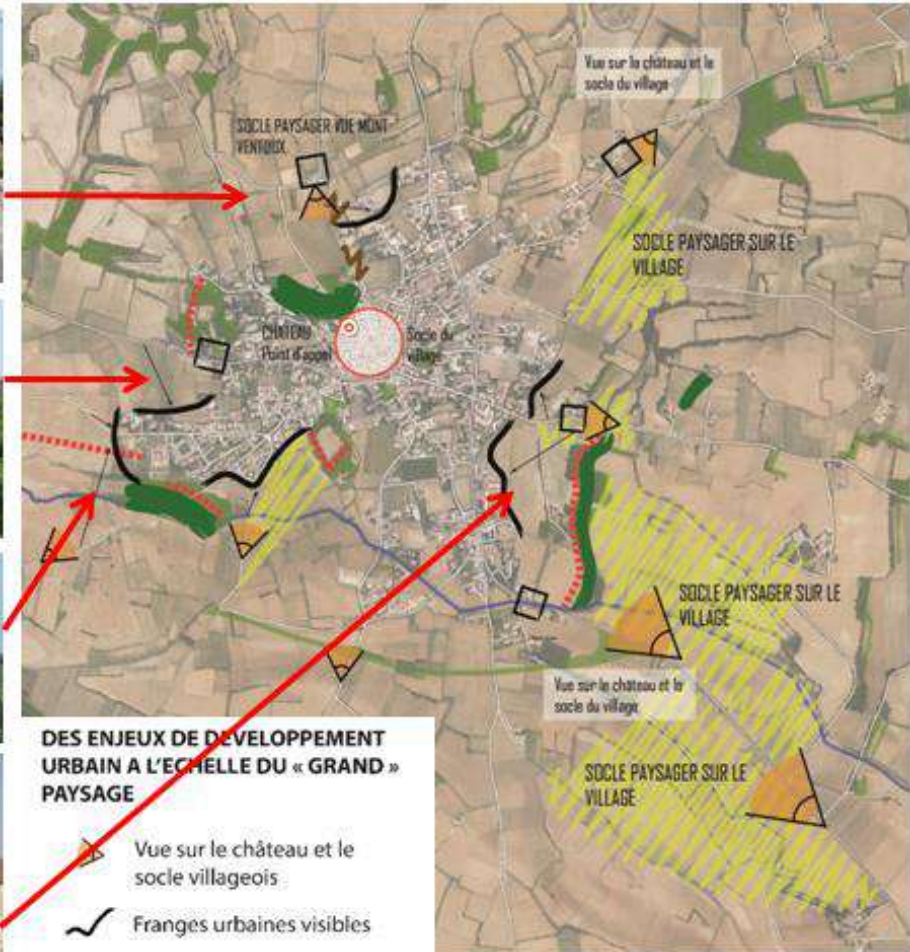 Vue sur le château et le
socle du village
SOCLE PAYSAGER VUE MONT
VENTOUX
SOCLE PAYSAGER SUR LE
VILLAGE
CHATEAU
Point d'appel
Socle du
village
SOCLE PAYSAGER SUR LE
VILLAGE
Vue sur le château et le
socle du village
SOCLE PAYSAGER SUR LE
VILLAGE
DES ENJEUX DE DEVELOPPEMENT
URBAIN A L'ECHELLE DU « GRAND »
PAYSAGE
Vue sur le château et le
socle villageois
Franges urbaines visibles